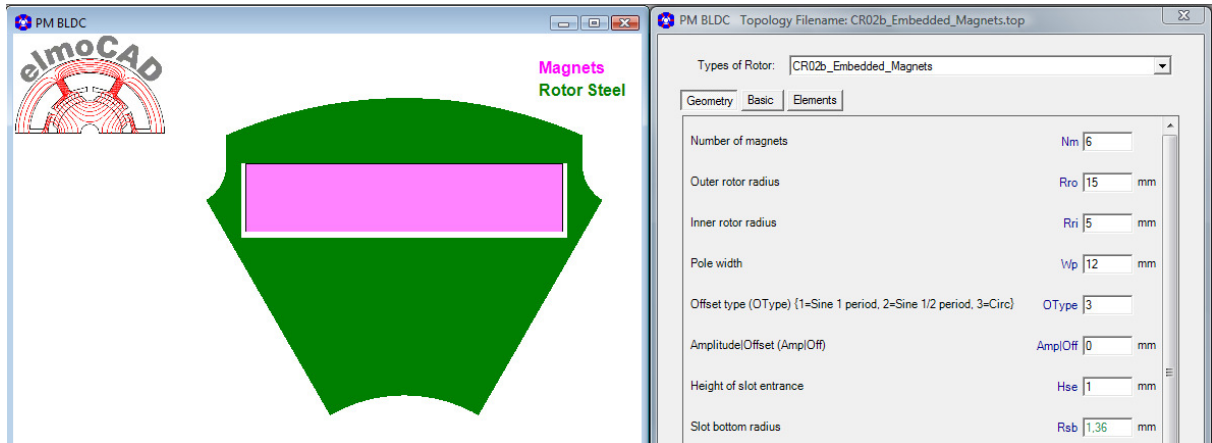 PM BLDC
elmoCAD
Magnets
Rotor Steel
PM BLDC Topology Filename: CR02b_Embedded_Magnets.top
Types of Rotor: CR02b_Embedded_Magnets
Geometry Basic Elements
Number of magnets Nm 6
Outer rotor radius Rro 15 mm
Inner rotor radius Rri 5 mm
Pole width Wp 12 mm
Offset type (OType) {1=Sine 1 period, 2=Sine 1/2 period, 3=Circ} OType 3
Amplitude|Offset (Amp|Off) Amp|Off 0 mm
Height of slot entrance Hse 1 mm
Slot bottom radius Rsb 1,36 mm